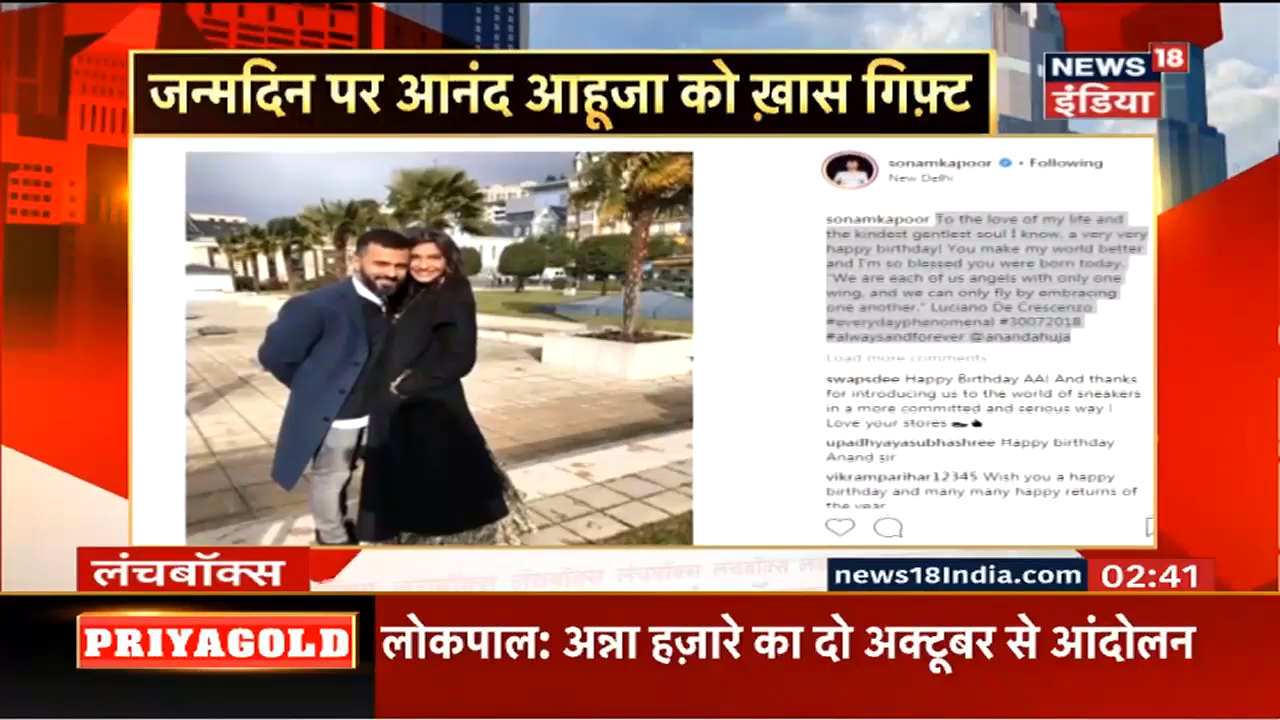 जन्मदिन पर आनंद आहूजा को ख़ास गिफ़्ट
NEWS 18
इंडिया
sonamkapoor • Following
New Delhi
sonamkapoor To the love of my life and
the kindest gentlest soul I know, a very very
happy birthday! You make my world better
and I'm so blessed you were born today.
"We are each of us angels with only one
wing, and we can only fly by embracing
one another." Luciano De Crescenzo
#everydayphenomenal #30072018
#alwaysandforever @anandahuja
Load more comments
swapsdee Happy Birthday AA! And thanks
for introducing us to the world of sneakers
in a more committed and serious way !
Love your stores
upadhyayasubhashree Happy birthday
Anand sir
vikramparihar12345 Wish you a happy
birthday and many many happy returns of
the year
लंचबॉक्स
लंचबॉक्स लंचबॉक्स लंचबॉक्स
news18India.com 02:41
PRIYAGOLD
लोकपाल: अन्ना हज़ारे का दो अक्टूबर से आंदोलन